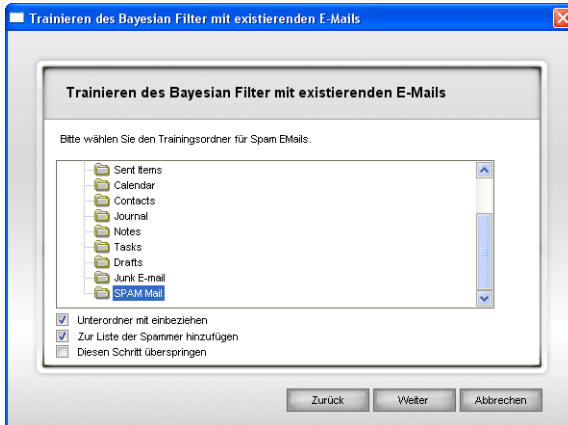 Trainieren des Bayesian Filter mit existierenden E-Mails
Trainieren des Bayesian Filter mit existierenden E-Mails
Bitte wählen Sie den Trainingsordner für Spam EMails.
Sent Items
Calendar
Contacts
Journal
Notes
Tasks
Drafts
Junk E-mail
SPAM Mail
Unterordner mit einbeziehen
Zur Liste der Spammer hinzufügen
Diesen Schritt überspringen
Zurück Weiter Abbrechen